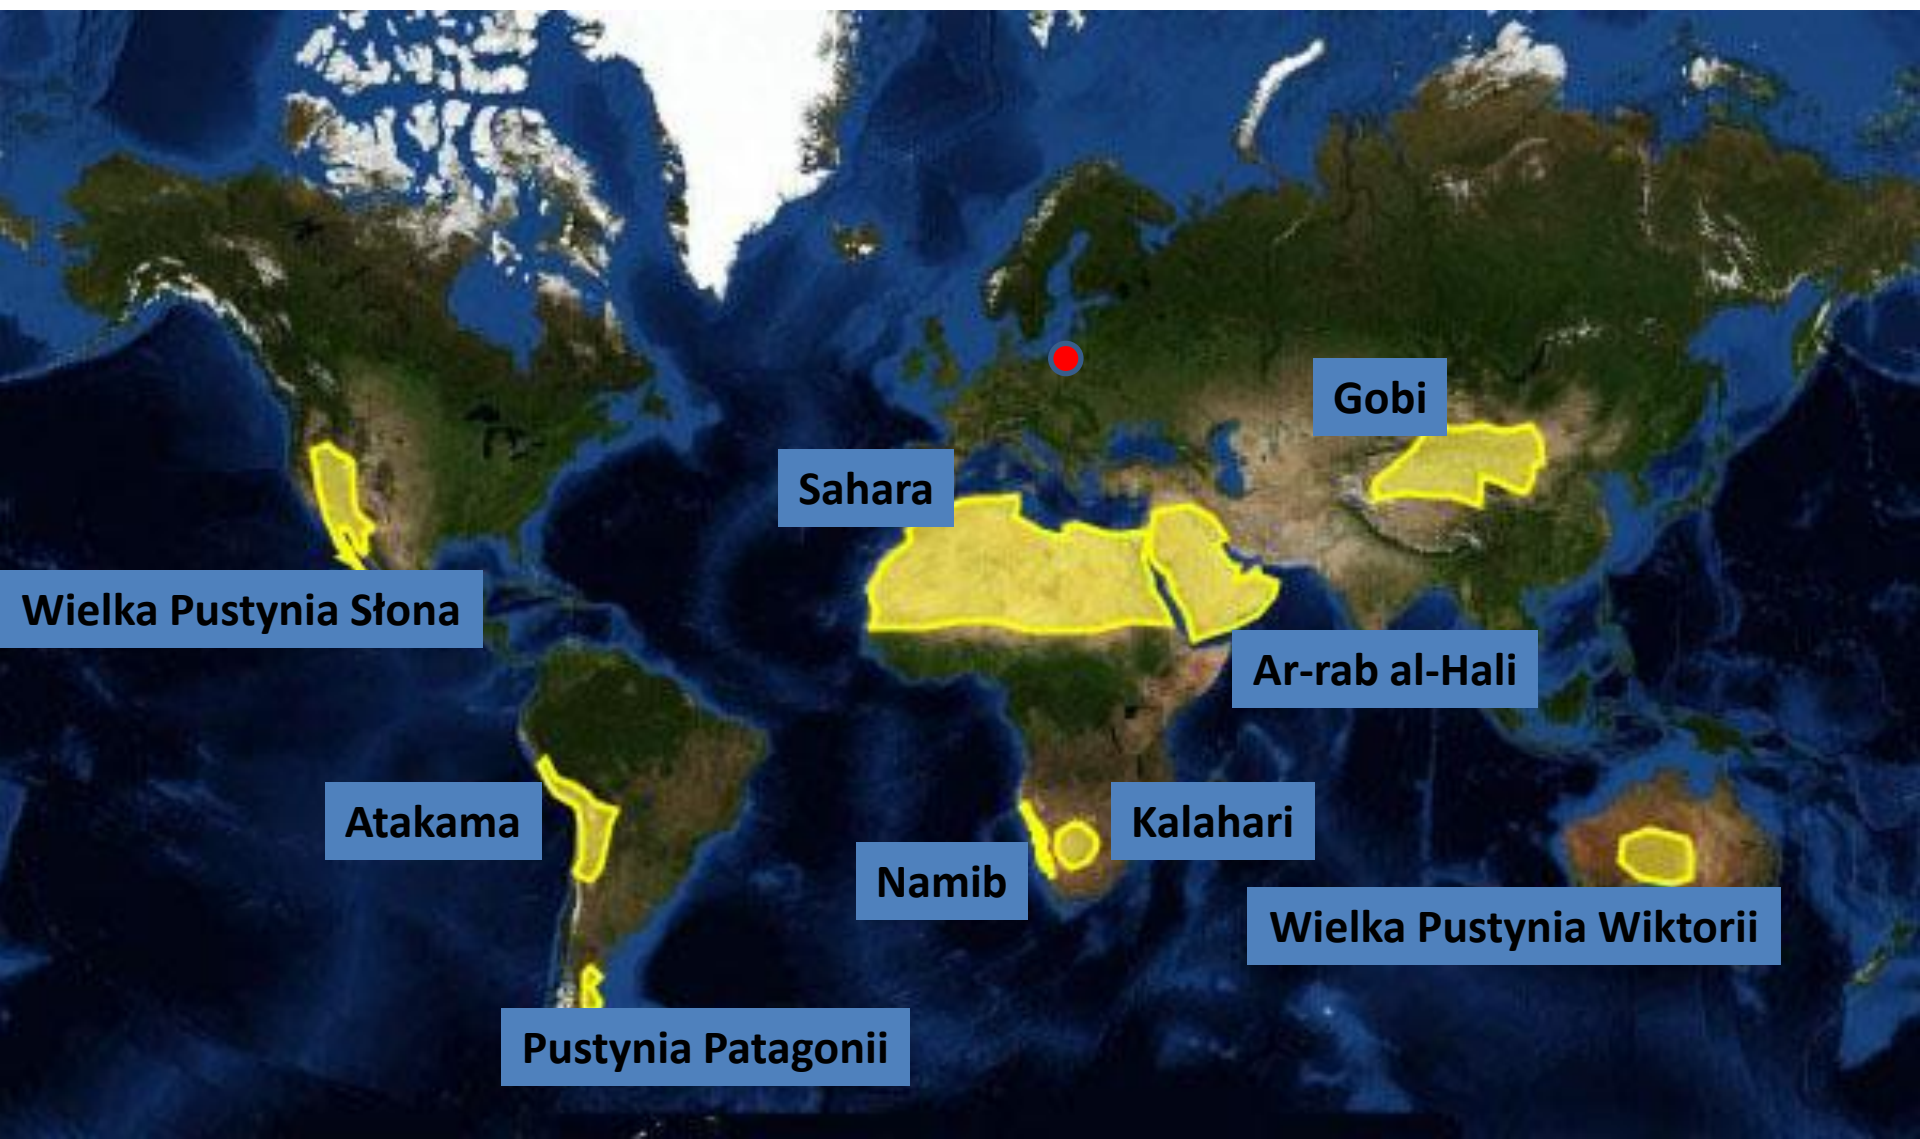 Gobi
Sahara
Wielka Pustynia Słona
Ar-rab al-Hali
Atakama
Kalahari
Namib
Wielka Pustynia Wiktorii
Pustynia Patagonii